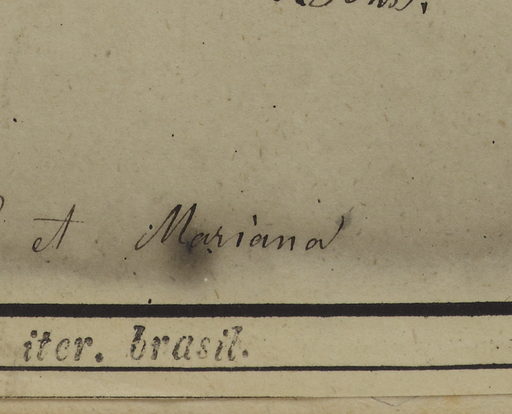 et Mariana
iter. brasil.